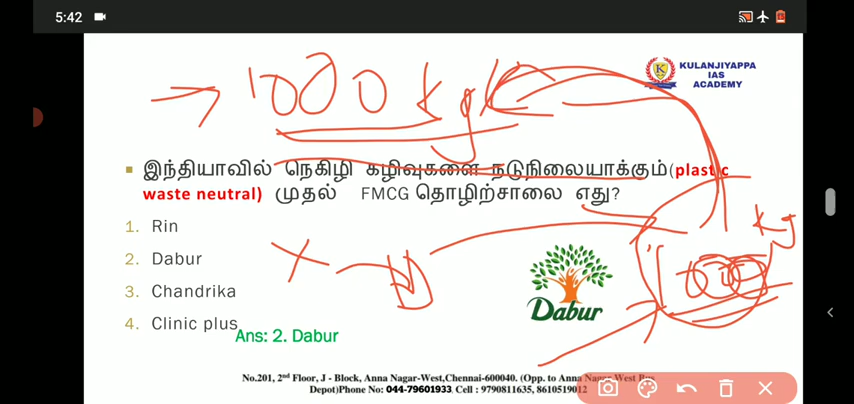 5:42
→ 1000 kg
KULANJIYAPPA
IAS
ACADEMY
▪ இந்தியாவில் நெகிழி கழிவுகளை நடுநிலையாக்கும்(plastic
waste neutral) முதல் FMCG தொழிற்சாலை எது?
kg
1. Rin
2. Dabur
1000
3. Chandrika
Dabur
4. Clinic plus
Ans: 2. Dabur
No.201, 2nd Floor, J - Block, Anna Nagar-West,Chennai-600040. (Opp. to Anna Nagar West Bus
Depot)Phone No: 044-79601933, Cell : 9790811635, 8610519012